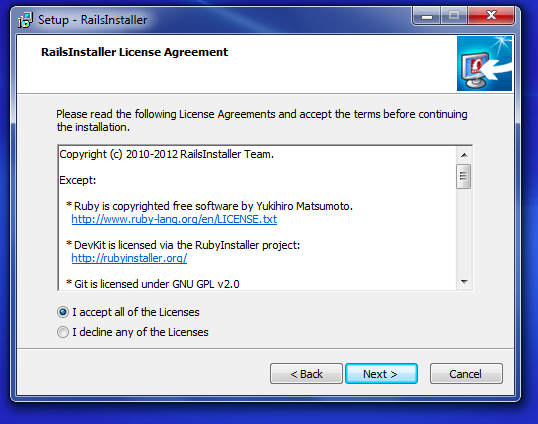 Setup - RailsInstaller
RailsInstaller License Agreement
Please read the following License Agreements and accept the terms before continuing
the installation.
Copyright (c) 2010-2012 RailsInstaller Team.
Except:
* Ruby is copyrighted free software by Yukihiro Matsumoto.
http://www.ruby-lang.org/en/LICENSE.txt
* DevKit is licensed via the RubyInstaller project:
http://rubyinstaller.org/
* Git is licensed under GNU GPL v2.0
I accept all of the Licenses
I decline any of the Licenses
< Back Next > Cancel